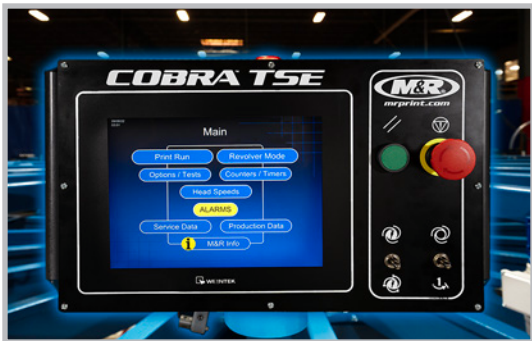 COBRA TSE
M&R
mrprint.com
Main
Print Run
Revolver Mode
Options / Tests
Counters / Timers
Head Speeds
ALARMS
Service Data
Production Data
i M&R Info